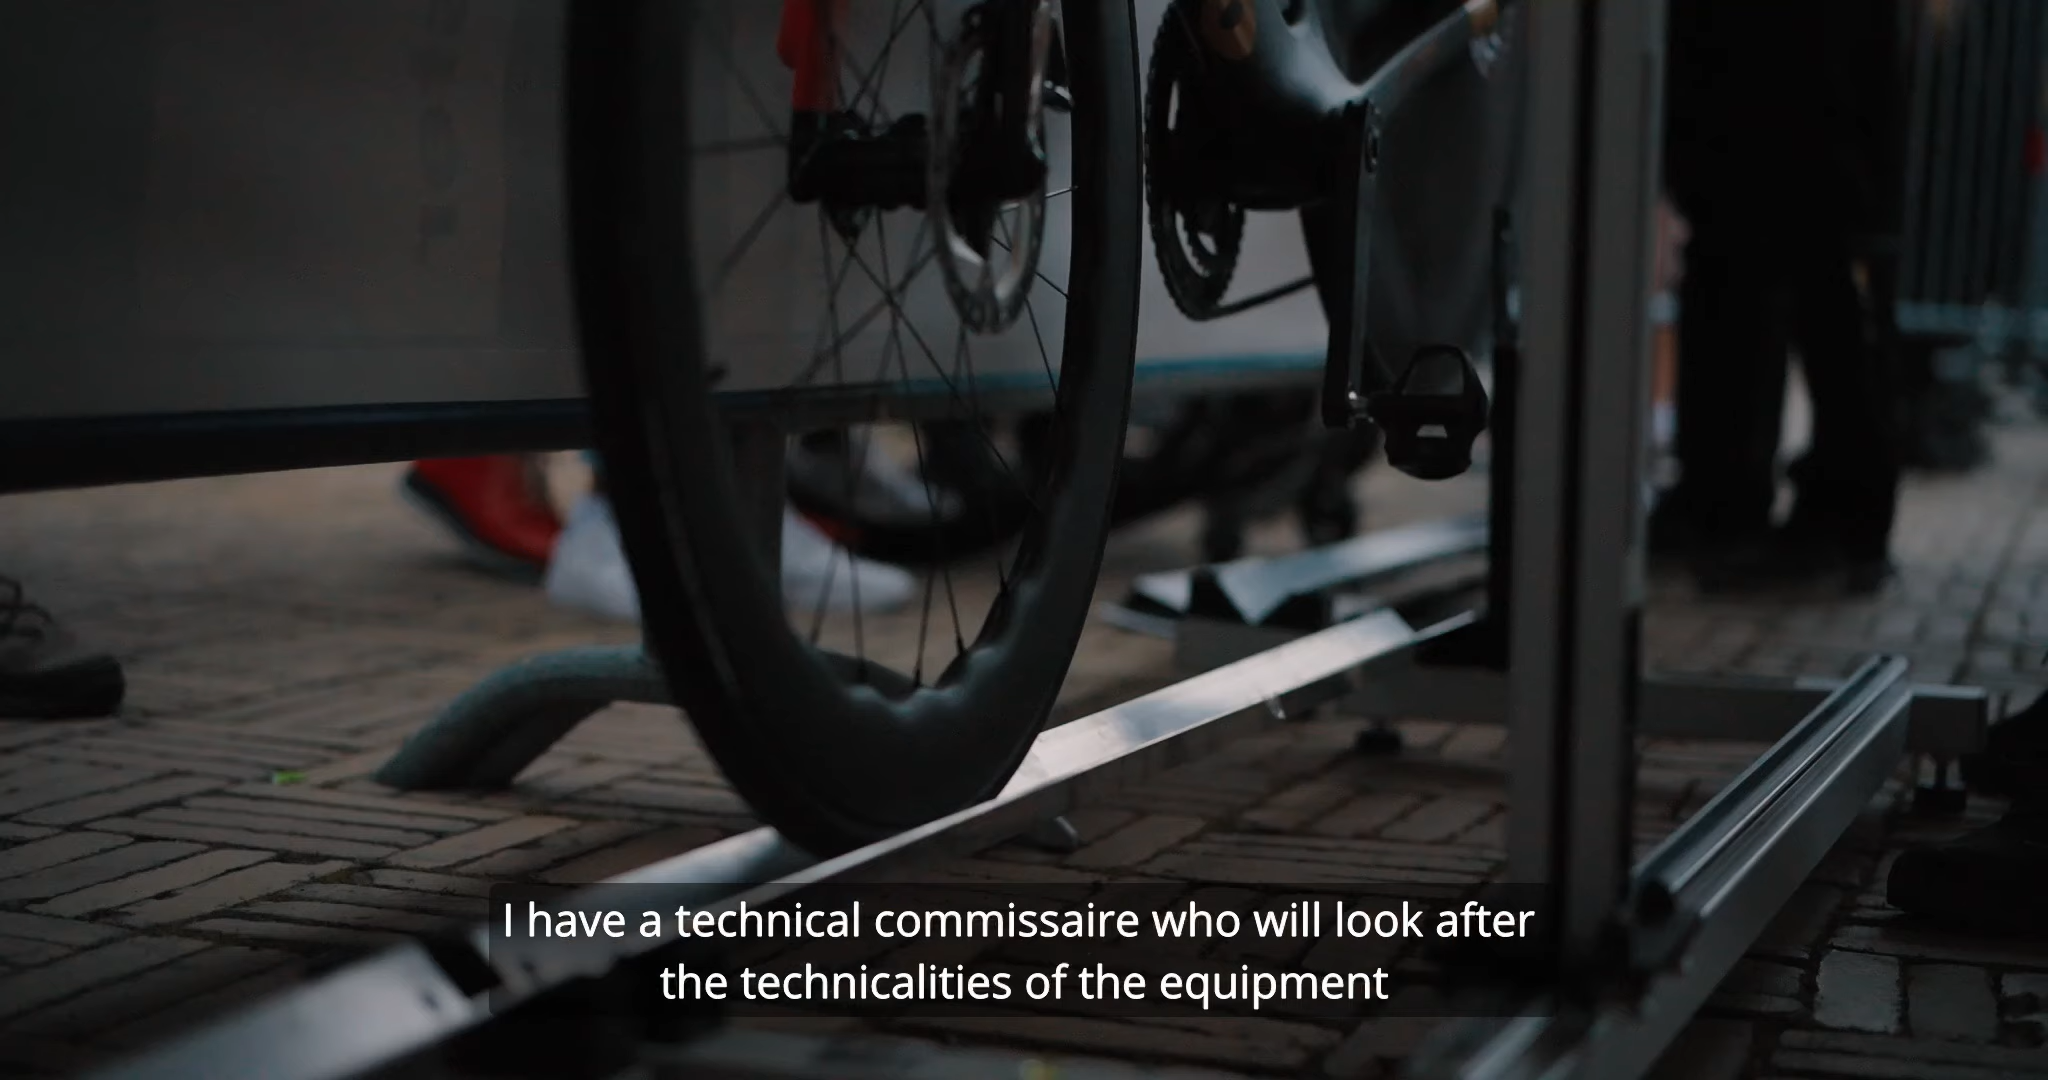 I have a technical commissaire who will look after
the technicalities of the equipment